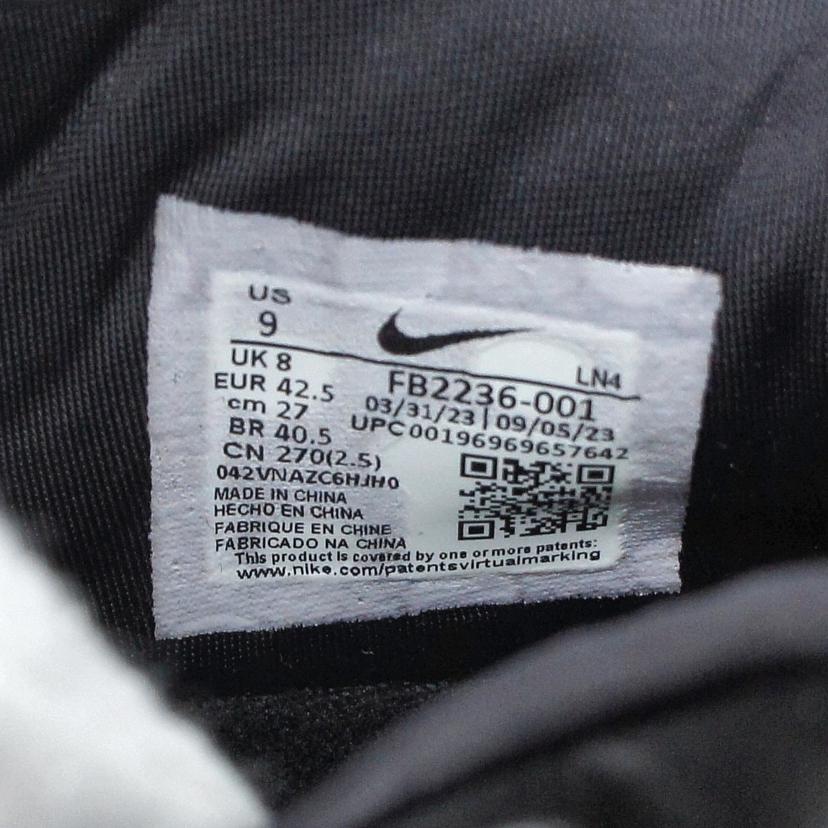 US
9
LN4
UK 8
EUR 42.5
cm 27
BR 40.5
CN 270(2.5)
042VNAZC6HJH0
MADE IN CHINA
HECHO EN CHINA
FABRIQUE EN CHINE
FABRICADO NA CHINA
FB2236-001
03/31/23 | 09/05/23
UPC00196969657642
This product is covered by one or more patents:
www.nike.com/patentsvirtualmarking